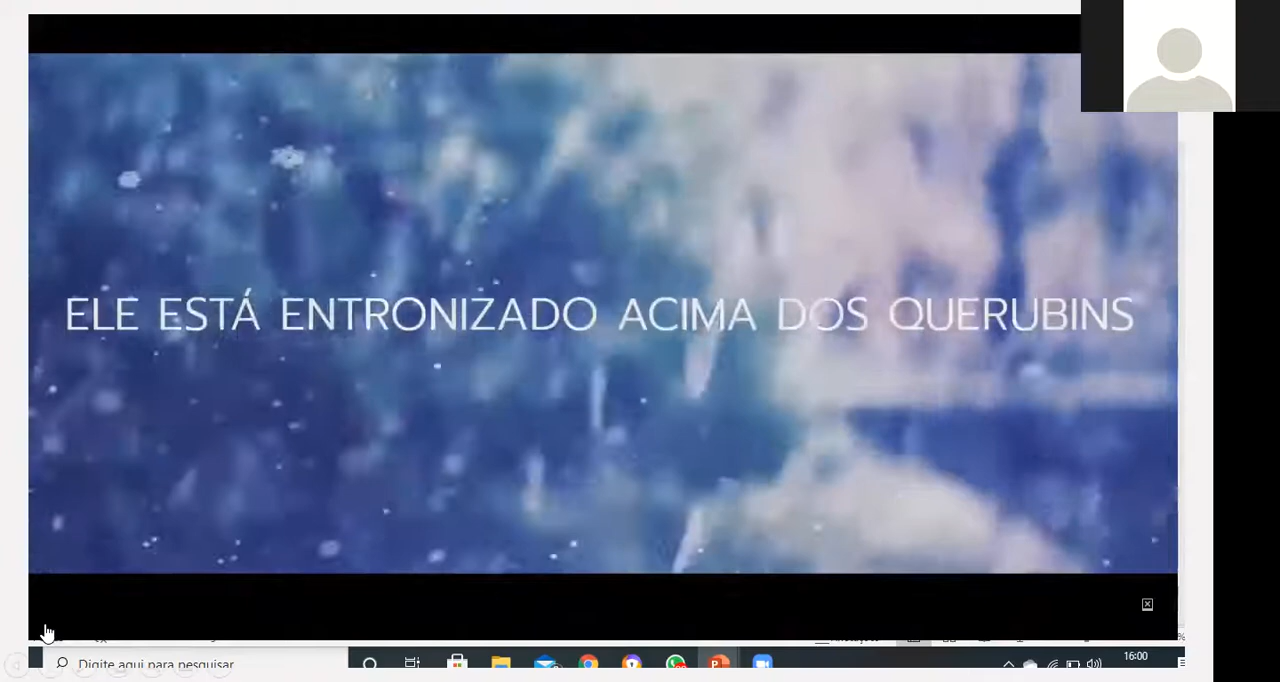 ELE ESTÁ ENTRONIZADO ACIMA DOS QUERUBINS
Digite aqui para pesquisar
16:00